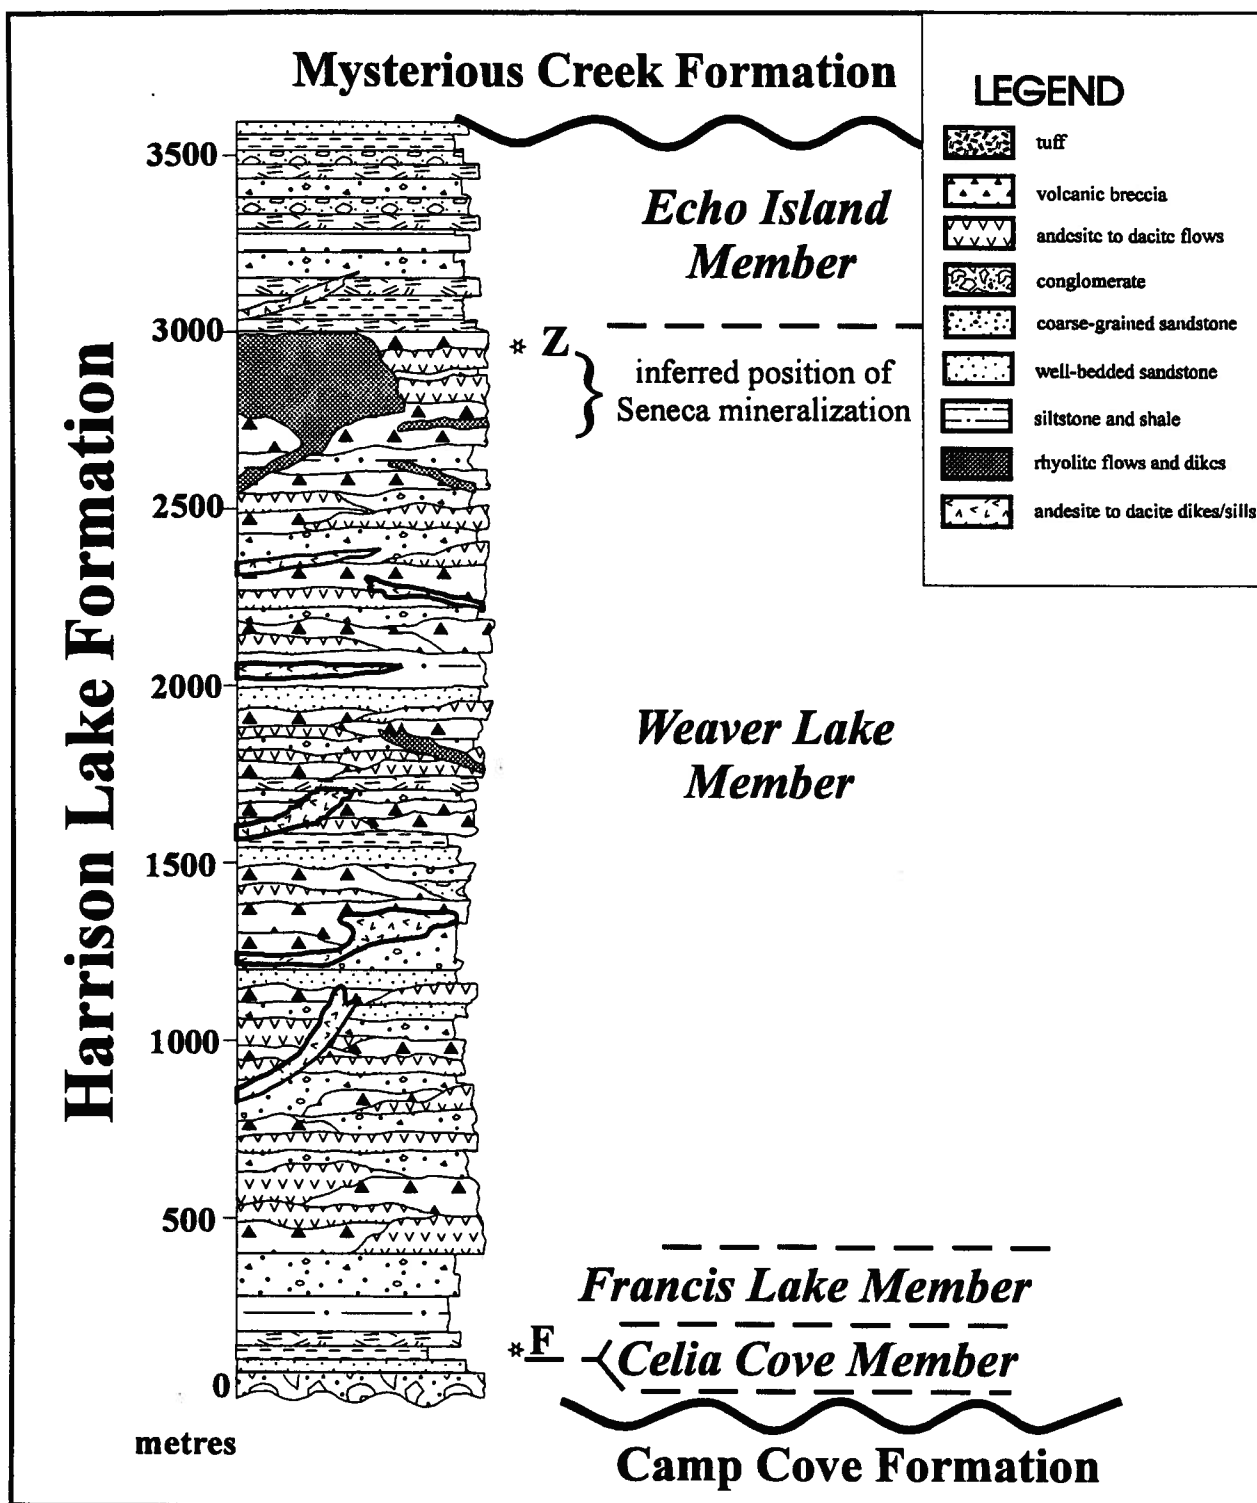 Mysterious Creek Formation
LEGEND
tuff
volcanic breccia
andesite to dacite flows
conglomerate
coarse-grained sandstone
well-bedded sandstone
siltstone and shale
rhyolite flows and dikes
andesite to dacite dikes/sills
Harrison Lake Formation
3500
3000
2500
2000
1500
1000
500
0
metres
Echo Island
Member
* Z
inferred position of
Seneca mineralization
Weaver Lake
Member
Francis Lake Member
* F
Celia Cove Member
Camp Cove Formation